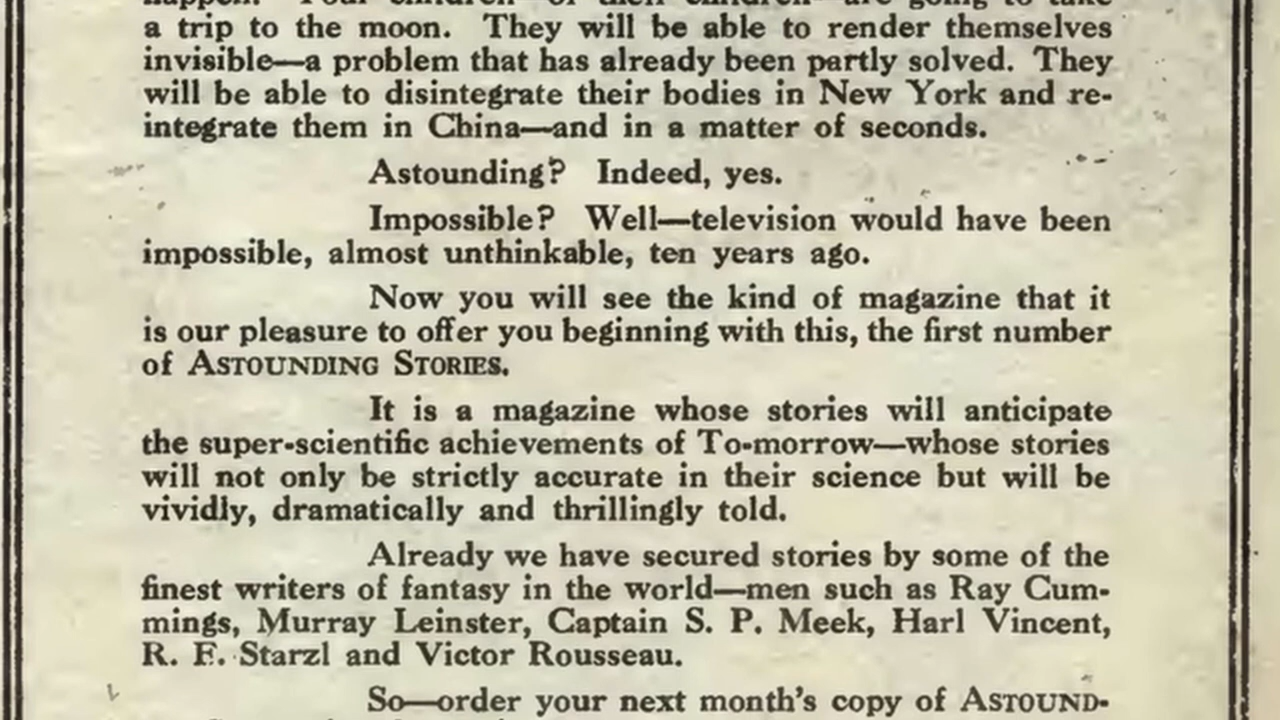 happen. Your children—or their children—are going to take
a trip to the moon. They will be able to render themselves
invisible—a problem that has already been partly solved. They
will be able to disintegrate their bodies in New York and re-
integrate them in China—and in a matter of seconds.
Astounding? Indeed, yes.
Impossible? Well—television would have been
impossible, almost unthinkable, ten years ago.
Now you will see the kind of magazine that it
is our pleasure to offer you beginning with this, the first number
of ASTOUNDING STORIES.
It is a magazine whose stories will anticipate
the super-scientific achievements of To-morrow—whose stories
will not only be strictly accurate in their science but will be
vividly, dramatically and thrillingly told.
Already we have secured stories by some of the
finest writers of fantasy in the world—men such as Ray Cum-
mings, Murray Leinster, Captain S. P. Meek, Harl Vincent,
R. F. Starzl and Victor Rousseau.
So—order your next month's copy of ASTOUND-